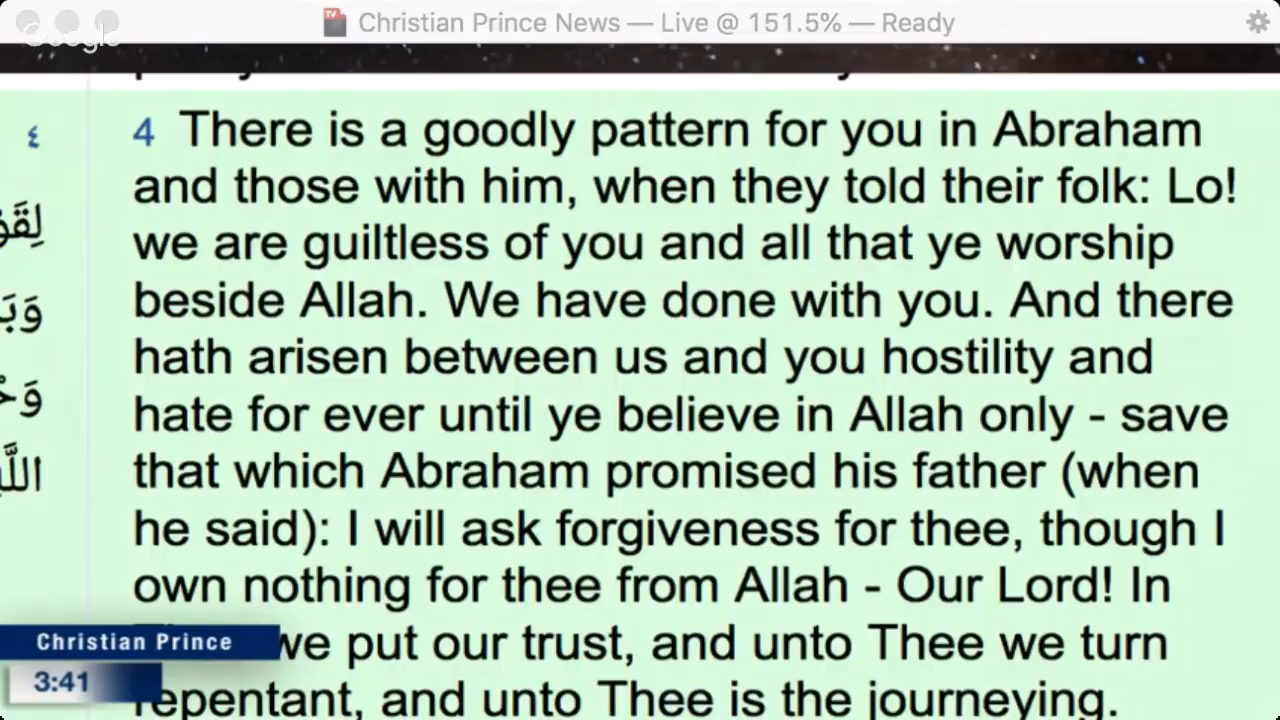 Christian Prince News — Live @ 151.5% — Ready
Google
٤
4 There is a goodly pattern for you in Abraham
and those with him, when they told their folk: Lo!
we are guiltless of you and all that ye worship
beside Allah. We have done with you. And there
hath arisen between us and you hostility and
hate for ever until ye believe in Allah only - save
that which Abraham promised his father (when
he said): I will ask forgiveness for thee, though I
own nothing for thee from Allah - Our Lord! In
we put our trust, and unto Thee we turn
repentant, and unto Thee is the journeying.
Christian Prince
3:41